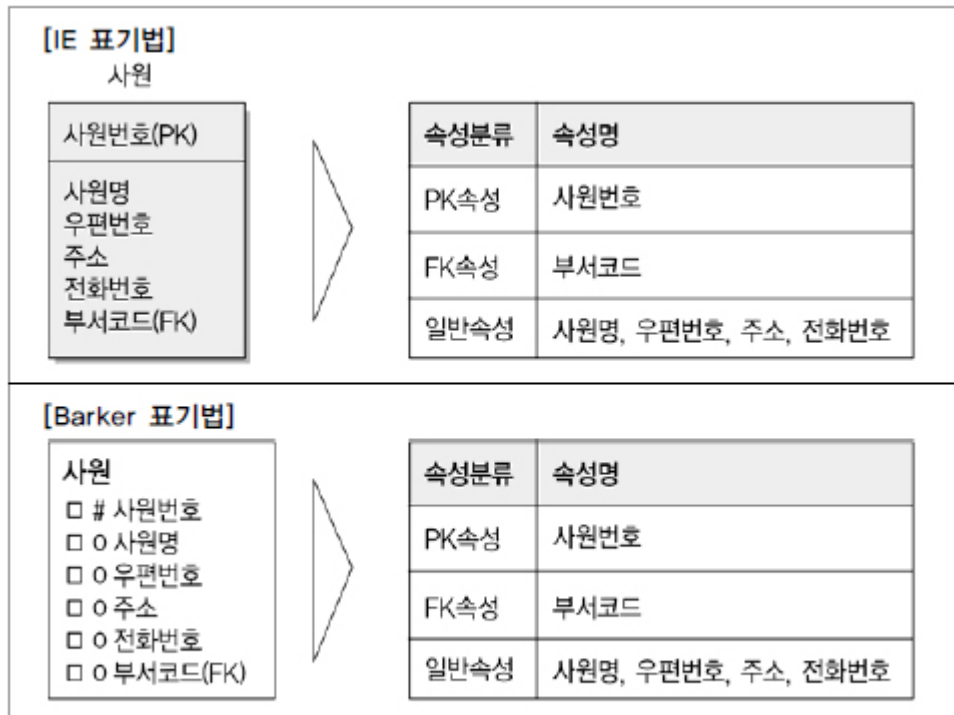 [IE 표기법]
사원
사원번호(PK)
사원명
우편번호
주소
전화번호
부서코드(FK)
속성분류 속성명
PK속성 사원번호
FK속성 부서코드
일반속성 사원명, 우편번호, 주소, 전화번호
[Barker 표기법]
사원
□ # 사원번호
□ o 사원명
□ o 우편번호
□ o 주소
□ o 전화번호
□ o 부서코드(FK)
속성분류 속성명
PK속성 사원번호
FK속성 부서코드
일반속성 사원명, 우편번호, 주소, 전화번호